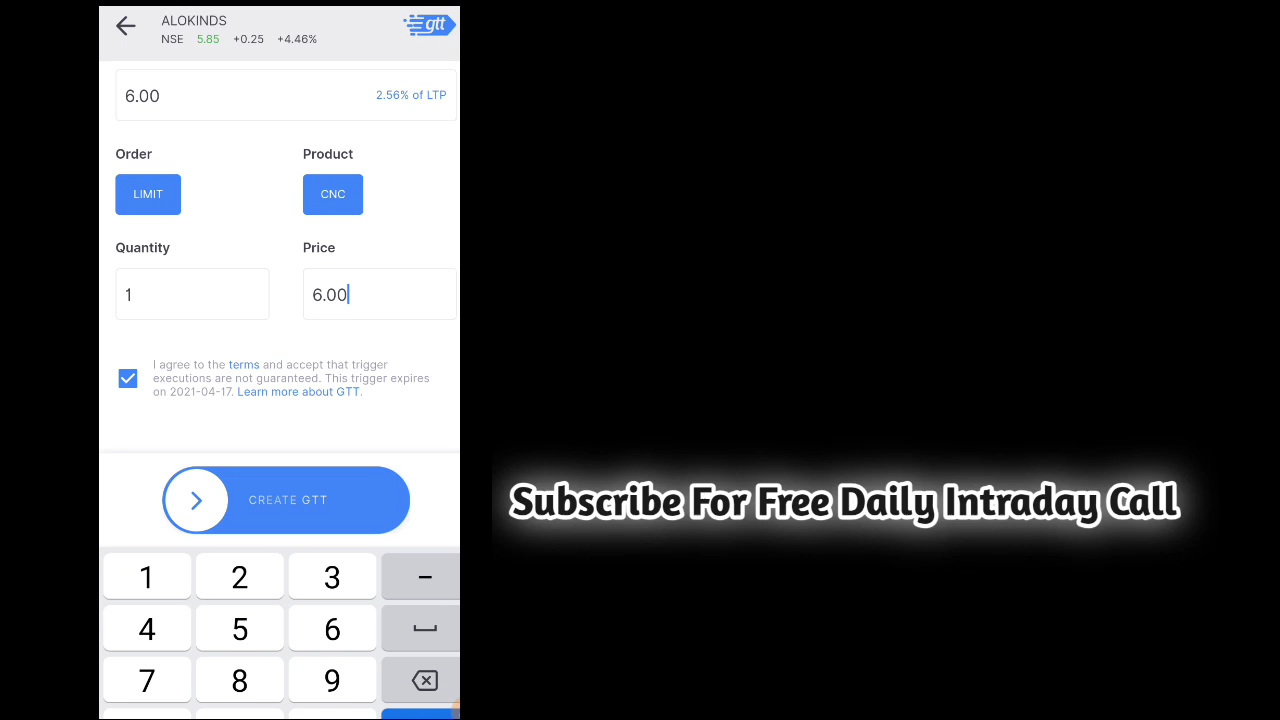 ALOKINDS
gtt
NSE 5.85 +0.25 +4.46%
6.00 2.56% of LTP
Order Product
LIMIT CNC
Quantity Price
1 6.00
I agree to the terms and accept that trigger
executions are not guaranteed. This trigger expires
on 2021-04-17. Learn more about GTT.
CREATE GTT
Subscribe For Free Daily Intraday Call
1 2 3 -
4 5 6
7 8 9